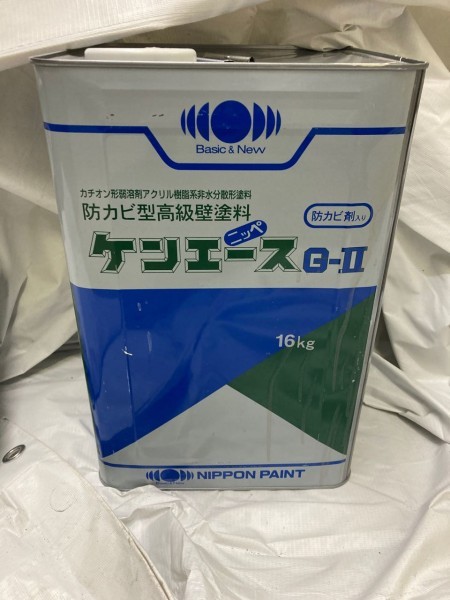 Basic & New
カチオン形弱溶剤アクリル樹脂系非水分散形塗料
防カビ型高級壁塗料
防カビ剤入り
ニッペ
ケンエース G-II
16kg
NIPPON PAINT